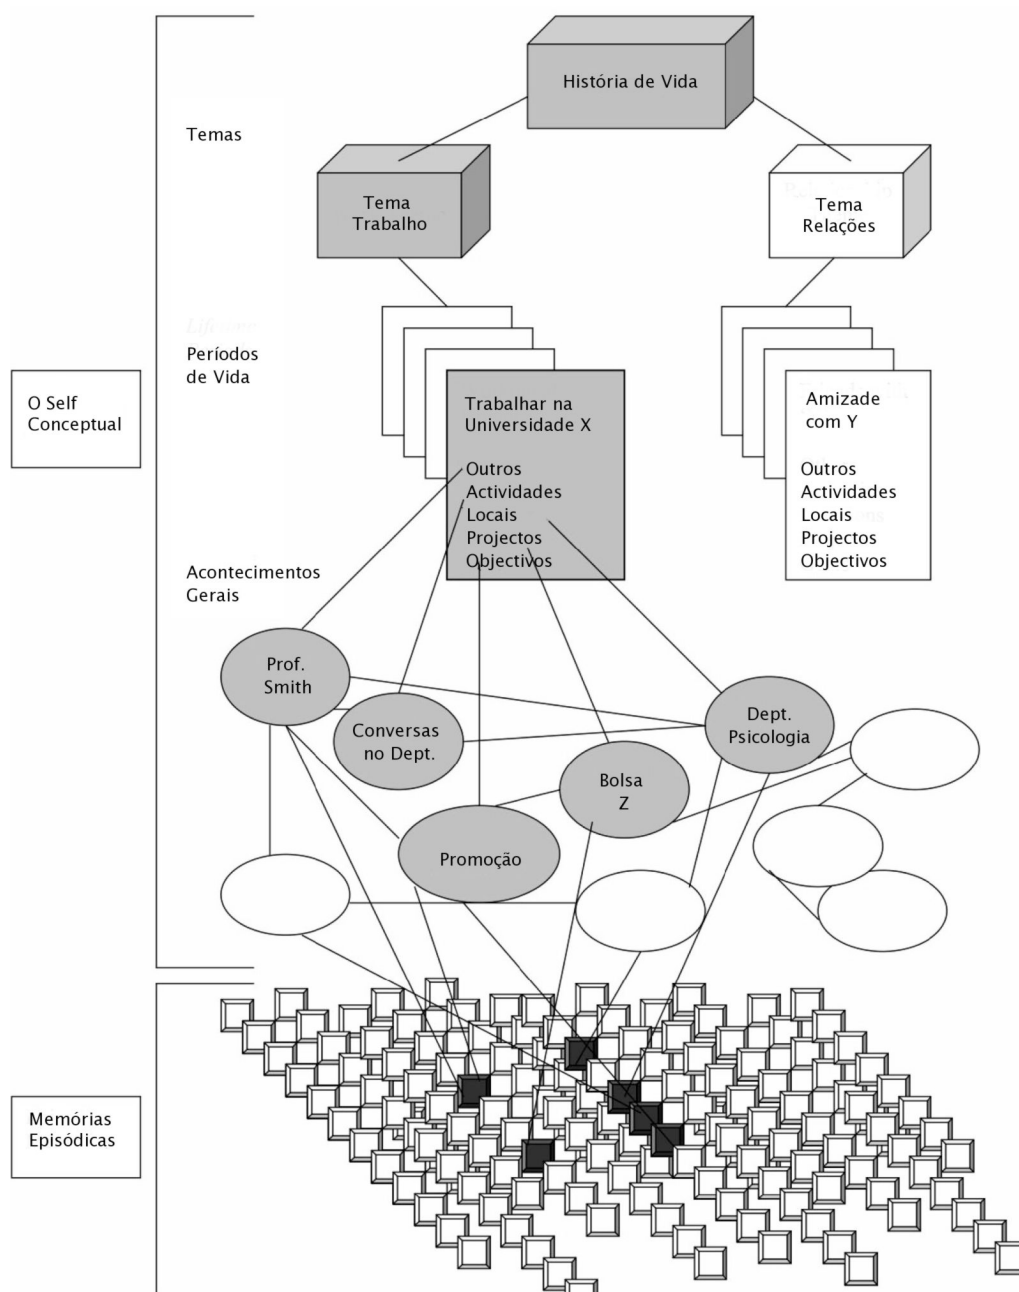 História de Vida
Temas
Tema
Trabalho
Tema
Relações
Períodos
de Vida
O Self
Conceptual
Trabalhar na
Universidade X
Outros
Actividades
Locais
Projectos
Objectivos
Amizade
com Y
Outros
Actividades
Locais
Projectos
Objectivos
Acontecimentos
Gerais
Prof.
Smith
Conversas
no Dept.
Dept.
Psicologia
Bolsa
Z
Promoção
Memórias
Episódicas